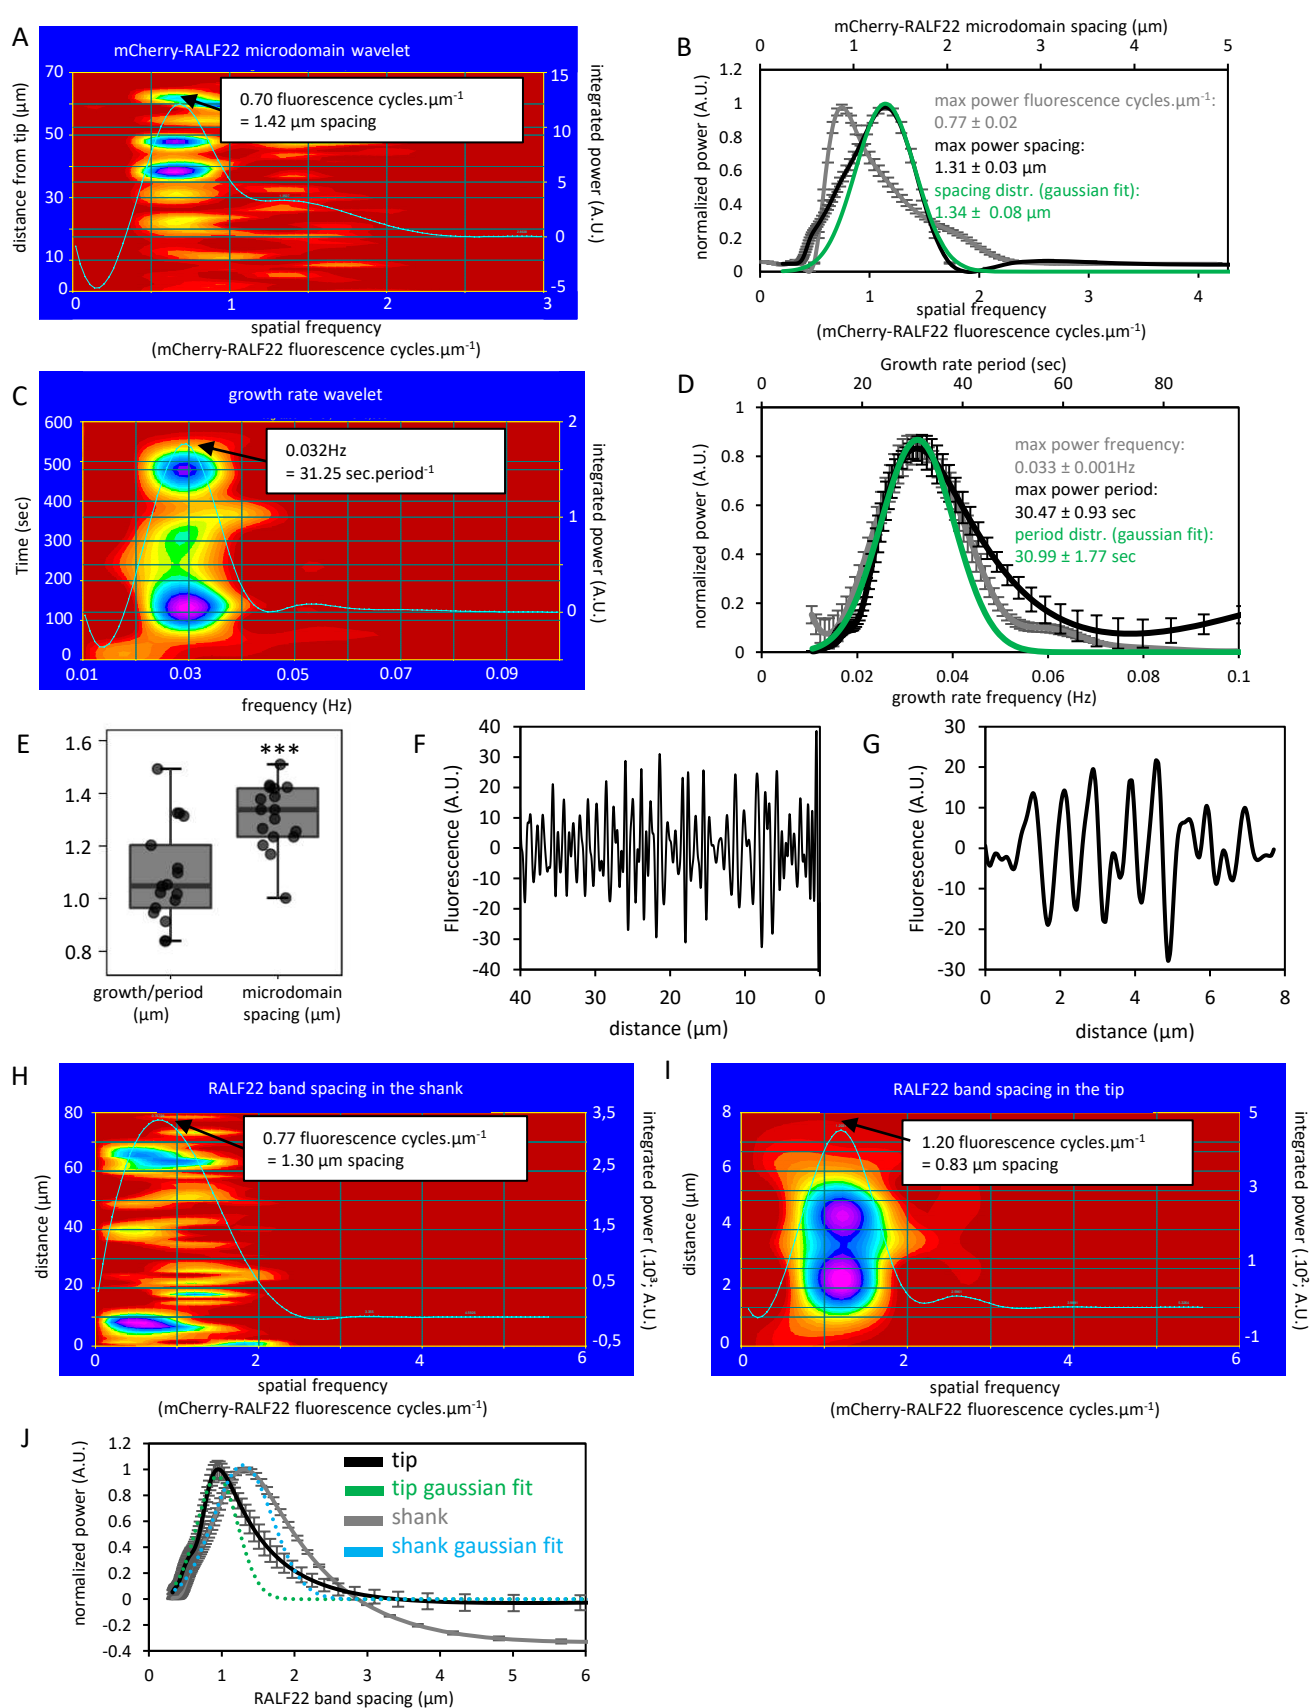 A
mCherry-RALF22 microdomain wavelet
distance from tip (µm)
70
50
30
10
0
0.70 fluorescence cycles.µm⁻¹
= 1.42 µm spacing
15
10
5
0
-5
integrated power (A.U.)
0
1
2
3
spatial frequency
(mCherry-RALF22 fluorescence cycles.µm⁻¹)
B
mCherry-RALF22 microdomain spacing (µm)
0 1 2 3 4 5
normalized power (A.U.)
1.2
1
0.8
0.6
0.4
0.2
0
max power fluorescence cycles.µm⁻¹:
0.77 ± 0.02
max power spacing:
1.31 ± 0.03 µm
spacing distr. (gaussian fit):
1.34 ± 0.08 µm
0 1 2 3 4
spatial frequency
(mCherry-RALF22 fluorescence cycles.µm⁻¹)
C
growth rate wavelet
Time (sec)
600
500
400
300
200
100
0
0.032Hz
= 31.25 sec.period⁻¹
2
1
0
integrated power (A.U.)
0.01 0.03 0.05 0.07 0.09
frequency (Hz)
D
Growth rate period (sec)
0 20 40 60 80
normalized power (A.U.)
1
0.8
0.6
0.4
0.2
0
max power frequency:
0.033 ± 0.001Hz
max power period:
30.47 ± 0.93 sec
period distr. (gaussian fit):
30.99 ± 1.77 sec
0 0.02 0.04 0.06 0.08 0.1
growth rate frequency (Hz)
E
1.6
1.4
1.2
1.0
0.8
***
growth/period
(µm)
microdomain
spacing (µm)
F
Fluorescence (A.U.)
40
30
20
10
0
-10
-20
-30
-40
40 30 20 10 0
distance (µm)
G
Fluorescence (A.U.)
30
20
10
0
-10
-20
-30
0 2 4 6 8
distance (µm)
H
RALF22 band spacing in the shank
distance (µm)
80
60
40
20
0
0.77 fluorescence cycles.µm⁻¹
= 1.30 µm spacing
3,5
2,5
1,5
0,5
-0,5
integrated power (.10³; A.U.)
0 2 4 6
spatial frequency
(mCherry-RALF22 fluorescence cycles.µm⁻¹)
I
RALF22 band spacing in the tip
distance (µm)
8
6
4
2
0
1.20 fluorescence cycles.µm⁻¹
= 0.83 µm spacing
5
3
1
-1
integrated power (.10²; A.U.)
0 2 4 6
spatial frequency
(mCherry-RALF22 fluorescence cycles.µm⁻¹)
J
normalized power (A.U.)
1.2
1
0.8
0.6
0.4
0.2
0
-0.2
-0.4
tip
tip gaussian fit
shank
shank gaussian fit
0 1 2 3 4 5 6
RALF22 band spacing (µm)